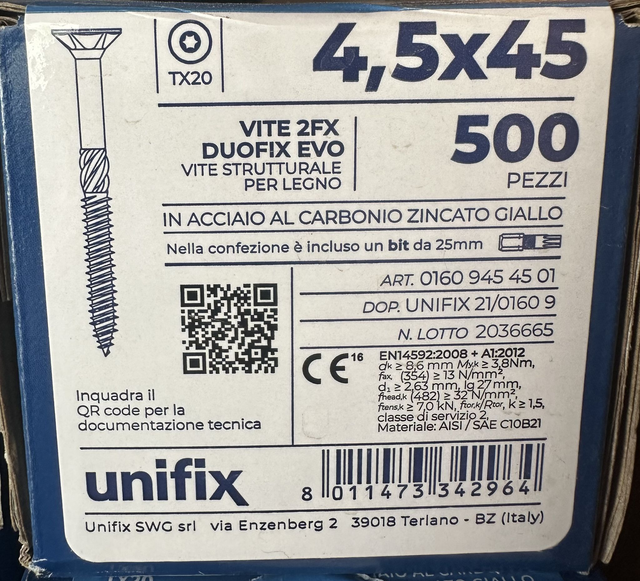 TX20
4,5x45
VITE 2FX
DUOFIX EVO
VITE STRUTTURALE
PER LEGNO
500
PEZZI
IN ACCIAIO AL CARBONIO ZINCATO GIALLO
Nella confezione è incluso un bit da 25mm
ART. 0160 945 45 01
DOP. UNIFIX 21/0160 9
N. LOTTO 2036665
Inquadra il
QR code per la
documentazione tecnica
CE 16
EN14592:2008 + A1:2012
dk ≥ 8,6 mm My,k ≥ 3,8Nm,
fax, (354) ≥ 13 N/mm²,
d₁ ≥ 2,63 mm, lg 27 mm,
fhead,k (482) ≥ 32 N/mm²,
ftens,k ≥ 7,0 kN, ftor,k/Rtor, k ≥ 1,5,
classe di servizio 2,
Materiale: AISI / SAE C10B21
unifix
8 011473 342964
Unifix SWG srl via Enzenberg 2 39018 Terlano - BZ (Italy)
TX20